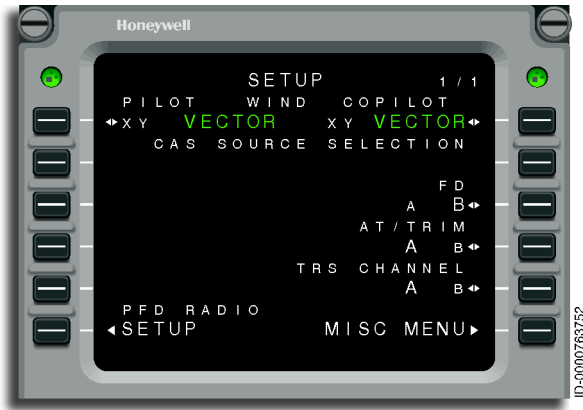 Honeywell
SETUP 1 / 1
PILOT WIND COPILOT
XY VECTOR XY VECTOR
CAS SOURCE SELECTION
FD
A B
AT/TRIM
A B
TRS CHANNEL
A B
PFD RADIO
SETUP MISC MENU
ID-0000763752